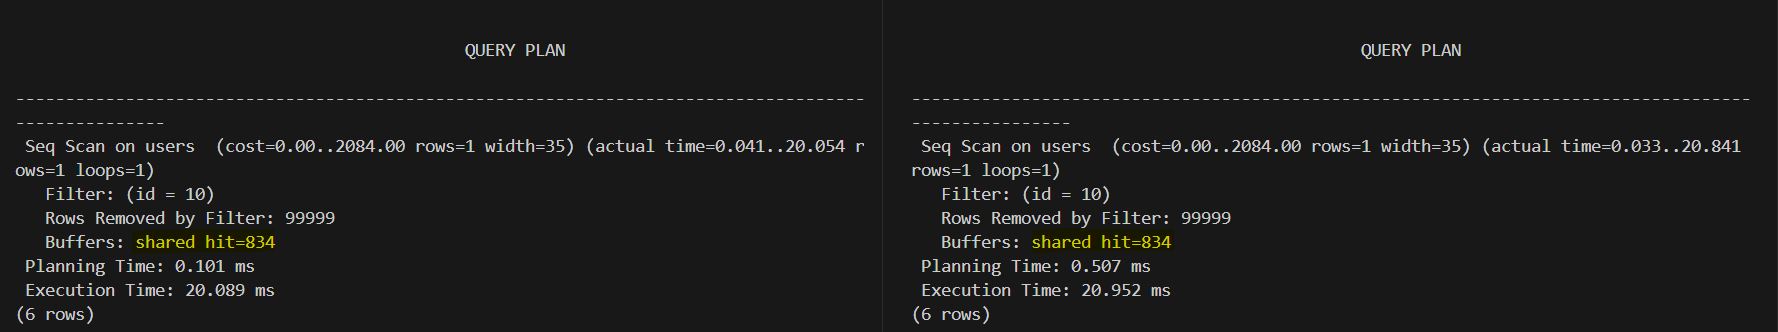 QUERY PLAN
-------------------------------------------------------------------------------------
---------------
 Seq Scan on users  (cost=0.00..2084.00 rows=1 width=35) (actual time=0.041..20.054 r
ows=1 loops=1)
   Filter: (id = 10)
   Rows Removed by Filter: 99999
   Buffers: shared hit=834
 Planning Time: 0.101 ms
 Execution Time: 20.089 ms
(6 rows)
QUERY PLAN
------------------------------------------------------------------------------------
----------------
 Seq Scan on users  (cost=0.00..2084.00 rows=1 width=35) (actual time=0.033..20.841
rows=1 loops=1)
   Filter: (id = 10)
   Rows Removed by Filter: 99999
   Buffers: shared hit=834
 Planning Time: 0.507 ms
 Execution Time: 20.952 ms
(6 rows)